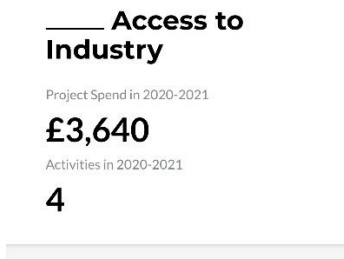 ____ Access to
Industry
Project Spend in 2020-2021
£3,640
Activities in 2020-2021
4